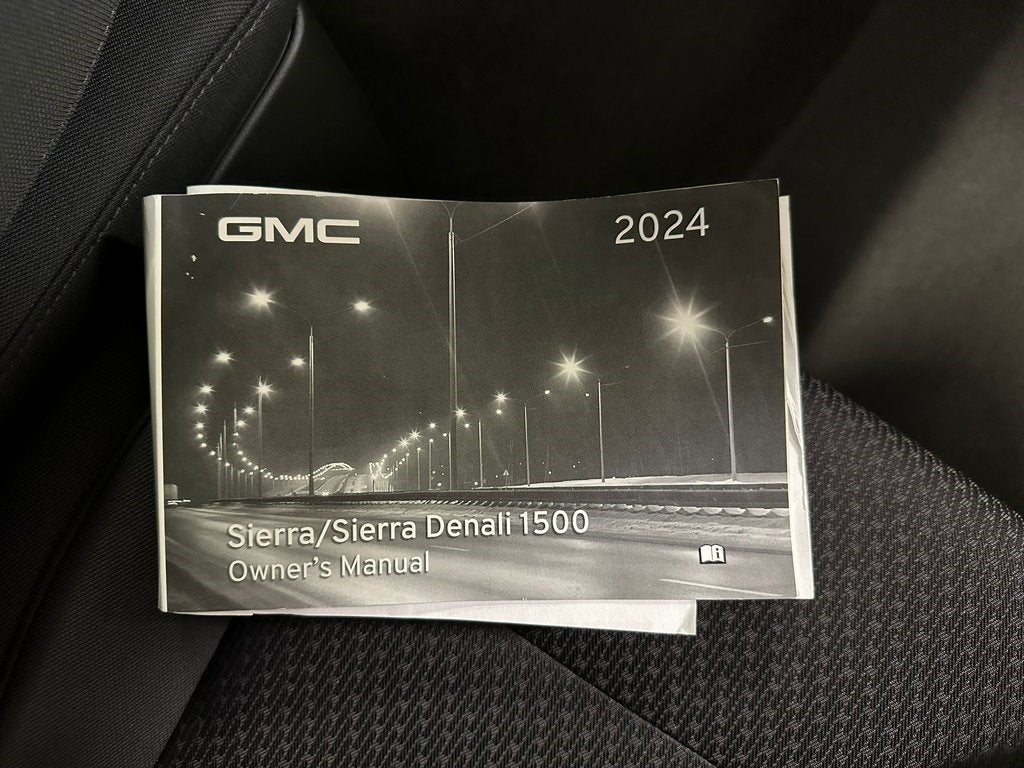 GMC
2024
Sierra/Sierra Denali 1500
Owner's Manual